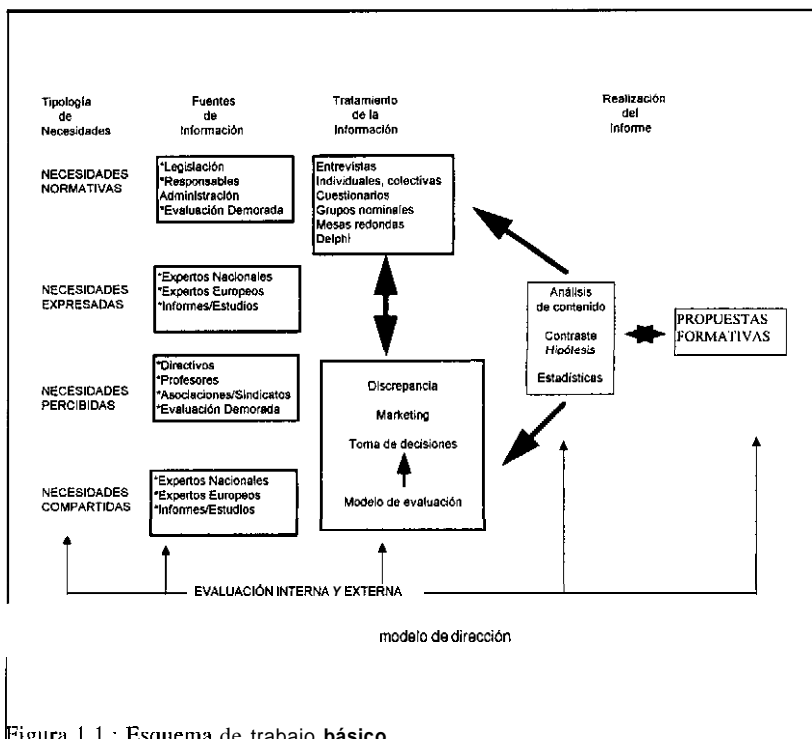 Tipología
de
Necesidades
Fuentes
de
Información
Tratamiento
de la
Información
Realización
del
Informe
NECESIDADES
NORMATIVAS
*Legislación
*Responsables
Administración
*Evaluación Demorada
Entrevistas
Individuales, colectivas
Cuestionarios
Grupos nominales
Mesas redondas
Delphi
NECESIDADES
EXPRESADAS
*Expertos Nacionales
*Expertos Europeos
*Informes/Estudios
Análisis
de contenido
Contraste
Hipótesis
Estadísticas
PROPUESTAS
FORMATIVAS
NECESIDADES
PERCIBIDAS
*Directivos
*Profesores
*Asociaciones/Sindicatos
*Evaluación Demorada
Discrepancia
Marketing
Toma de decisiones
Modelo de evaluación
NECESIDADES
COMPARTIDAS
*Expertos Nacionales
*Expertos Europeos
*Informes/Estudios
EVALUACIÓN INTERNA Y EXTERNA
modelo de dirección
Figura 1.1.: Esquema de trabajo básico